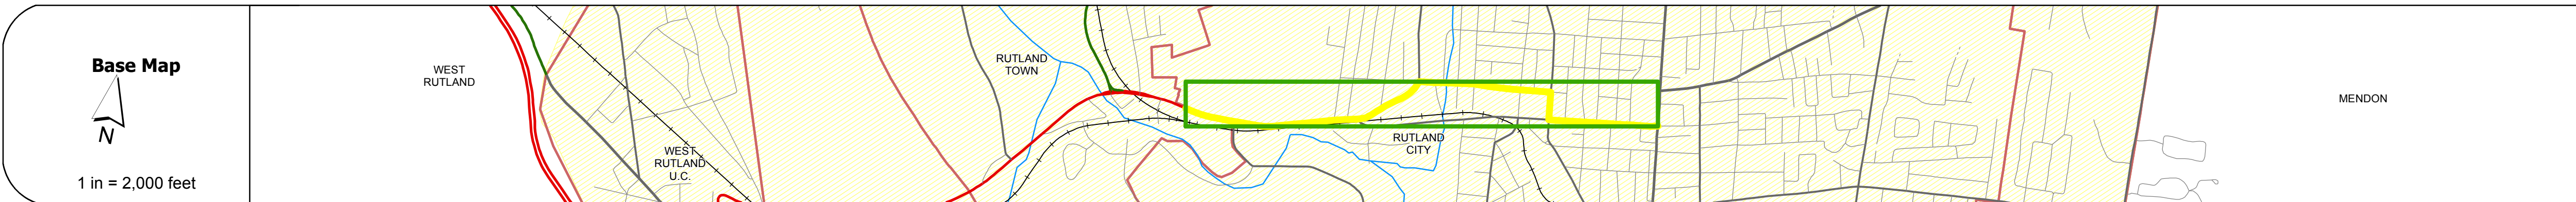 Base Map
N
1 in = 2,000 feet
WEST
RUTLAND
WEST
RUTLAND
U.C.
RUTLAND
TOWN
RUTLAND
CITY
MENDON